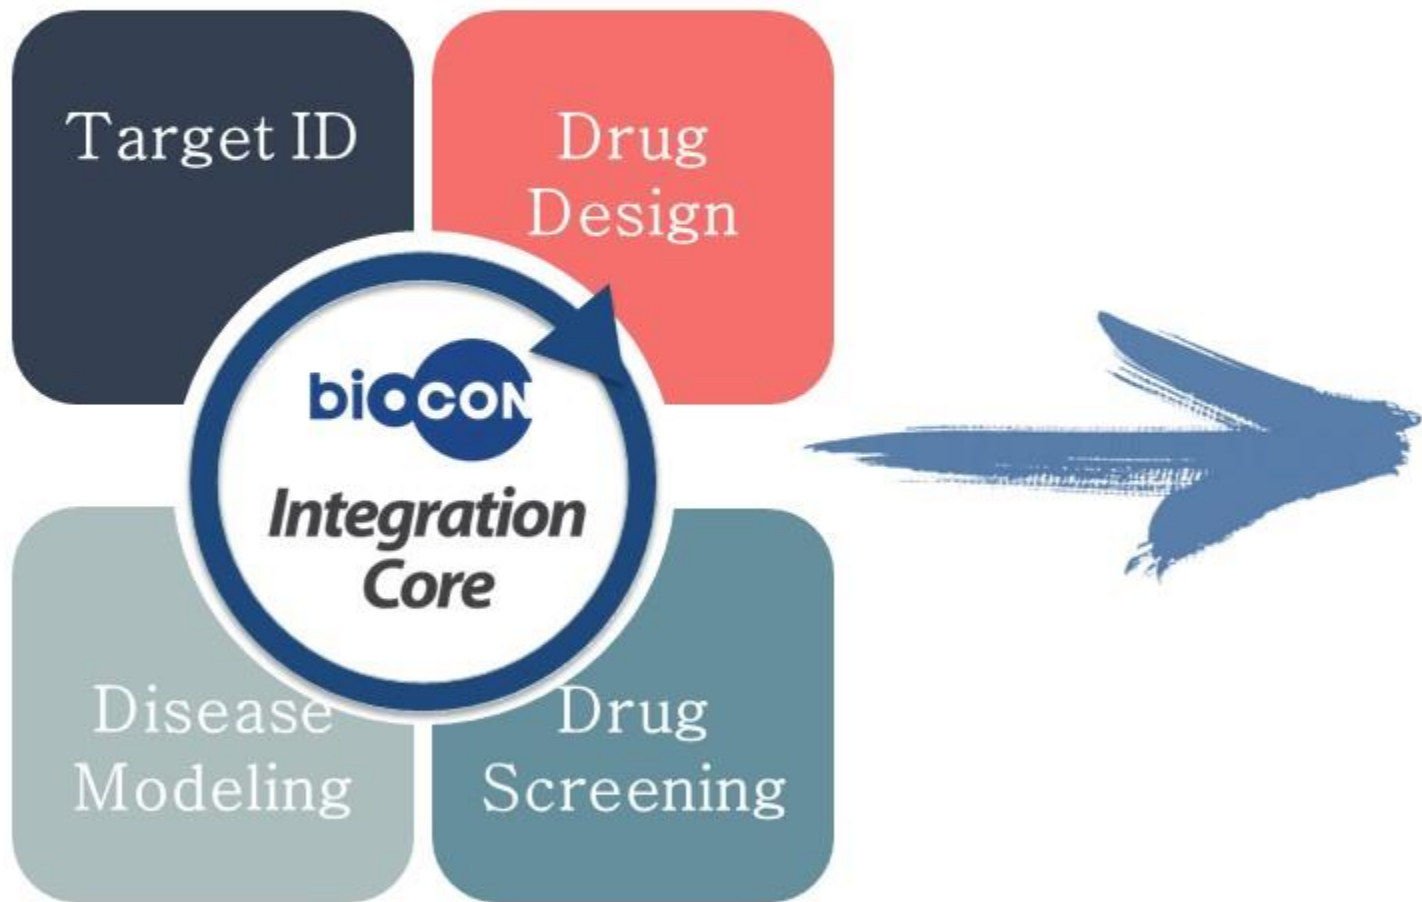 Target ID
Drug
Design
biocon
Integration
Core
Disease
Modeling
Drug
Screening